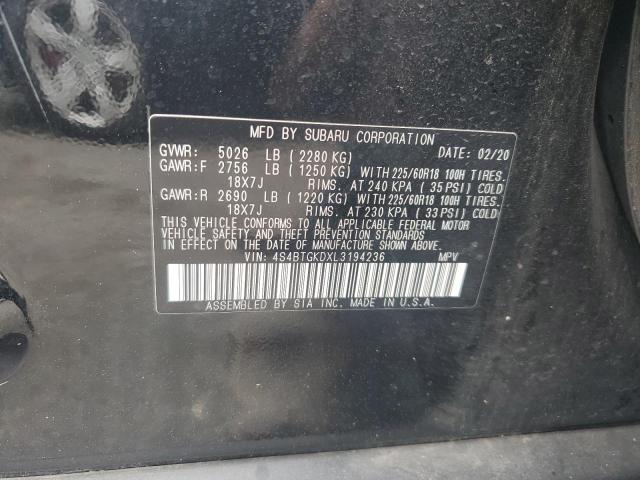 MFD BY SUBARU CORPORATION
GVWR: 5026 LB ( 2280 KG) DATE: 02/20
GAWR:F 2756 LB ( 1250 KG) WITH 225/60R18 100H TIRES.
18X7J RIMS. AT 240 KPA ( 35 PSI) COLD
GAWR:R 2690 LB ( 1220 KG) WITH 225/60R18 100H TIRES.
18X7J RIMS. AT 230 KPA ( 33 PSI) COLD
THIS VEHICLE CONFORMS TO ALL APPLICABLE FEDERAL MOTOR
VEHICLE SAFETY AND THEFT PREVENTION STANDARDS
IN EFFECT ON THE DATE OF MANUFACTURE SHOWN ABOVE.
VIN: 4S4BTGKDXL3194236 MPV
ASSEMBLED BY SIA INC. MADE IN U.S.A.